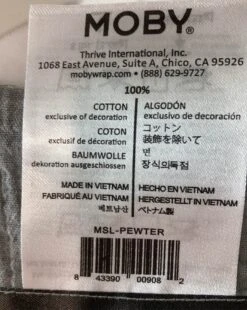 MOBY®
Thrive International, Inc.
1068 East Avenue, Suite A, Chico, CA 95926
mobywrap.com • (888) 629-9727
100%
COTTON
exclusive of decoration
COTON
exclusif de décoration
BAUMWOLLE
dekoration ausgeschlossen
ALGODÓN
exclusivo de decoración
コットン
装飾を除いて
면
장식의독점
MADE IN VIETNAM
FABRIQUÉ AU VIETNAM
베트남산
HECHO EN VIETNAM
HERGESTELLT IN VIETNAM
ベトナム製
MSL-PEWTER
8 43390 00908 2